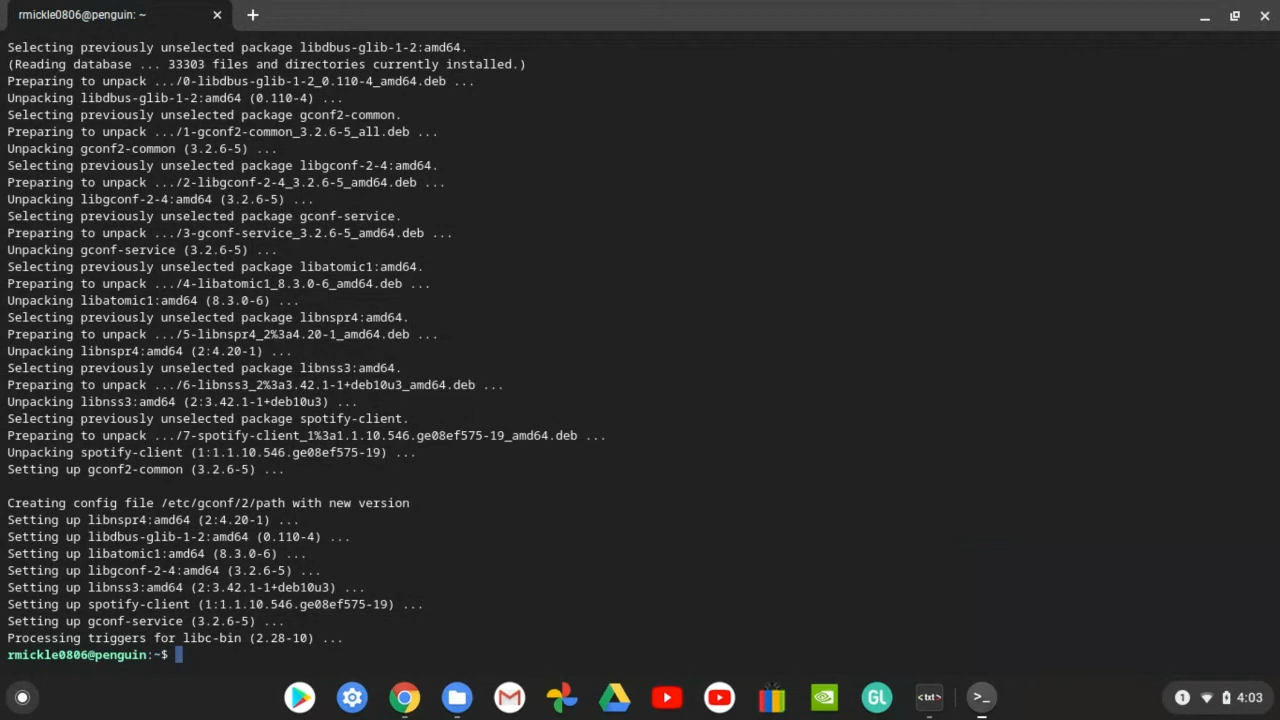 rmickle0806@penguin: ~
Selecting previously unselected package libdbus-glib-1-2:amd64.
(Reading database ... 33303 files and directories currently installed.)
Preparing to unpack .../0-libdbus-glib-1-2_0.110-4_amd64.deb ...
Unpacking libdbus-glib-1-2:amd64 (0.110-4) ...
Selecting previously unselected package gconf2-common.
Preparing to unpack .../1-gconf2-common_3.2.6-5_all.deb ...
Unpacking gconf2-common (3.2.6-5) ...
Selecting previously unselected package libgconf-2-4:amd64.
Preparing to unpack .../2-libgconf-2-4_3.2.6-5_amd64.deb ...
Unpacking libgconf-2-4:amd64 (3.2.6-5) ...
Selecting previously unselected package gconf-service.
Preparing to unpack .../3-gconf-service_3.2.6-5_amd64.deb ...
Unpacking gconf-service (3.2.6-5) ...
Selecting previously unselected package libatomic1:amd64.
Preparing to unpack .../4-libatomic1_8.3.0-6_amd64.deb ...
Unpacking libatomic1:amd64 (8.3.0-6) ...
Selecting previously unselected package libnspr4:amd64.
Preparing to unpack .../5-libnspr4_2%3a4.20-1_amd64.deb ...
Unpacking libnspr4:amd64 (2:4.20-1) ...
Selecting previously unselected package libnss3:amd64.
Preparing to unpack .../6-libnss3_2%3a3.42.1-1+deb10u3_amd64.deb ...
Unpacking libnss3:amd64 (2:3.42.1-1+deb10u3) ...
Selecting previously unselected package spotify-client.
Preparing to unpack .../7-spotify-client_1%3a1.1.10.546.ge08ef575-19_amd64.deb ...
Unpacking spotify-client (1:1.1.10.546.ge08ef575-19) ...
Setting up gconf2-common (3.2.6-5) ...
Creating config file /etc/gconf/2/path with new version
Setting up libnspr4:amd64 (2:4.20-1) ...
Setting up libdbus-glib-1-2:amd64 (0.110-4) ...
Setting up libatomic1:amd64 (8.3.0-6) ...
Setting up libgconf-2-4:amd64 (3.2.6-5) ...
Setting up libnss3:amd64 (2:3.42.1-1+deb10u3) ...
Setting up spotify-client (1:1.1.10.546.ge08ef575-19) ...
Setting up gconf-service (3.2.6-5) ...
Processing triggers for libc-bin (2.28-10) ...
rmickle0806@penguin:~$
GL
<txt>
>_
1
4:03